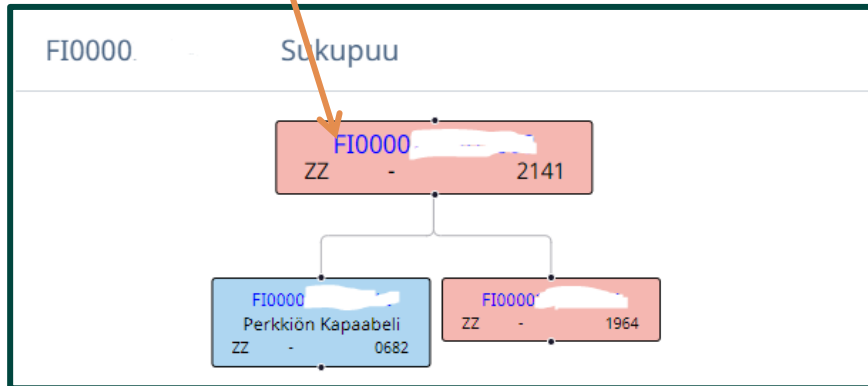 FI0000 Sukupuu
FI0000
ZZ - 2141
FI0000
Perkkiön Kapaabeli
ZZ - 0682
FI0000
ZZ - 1964